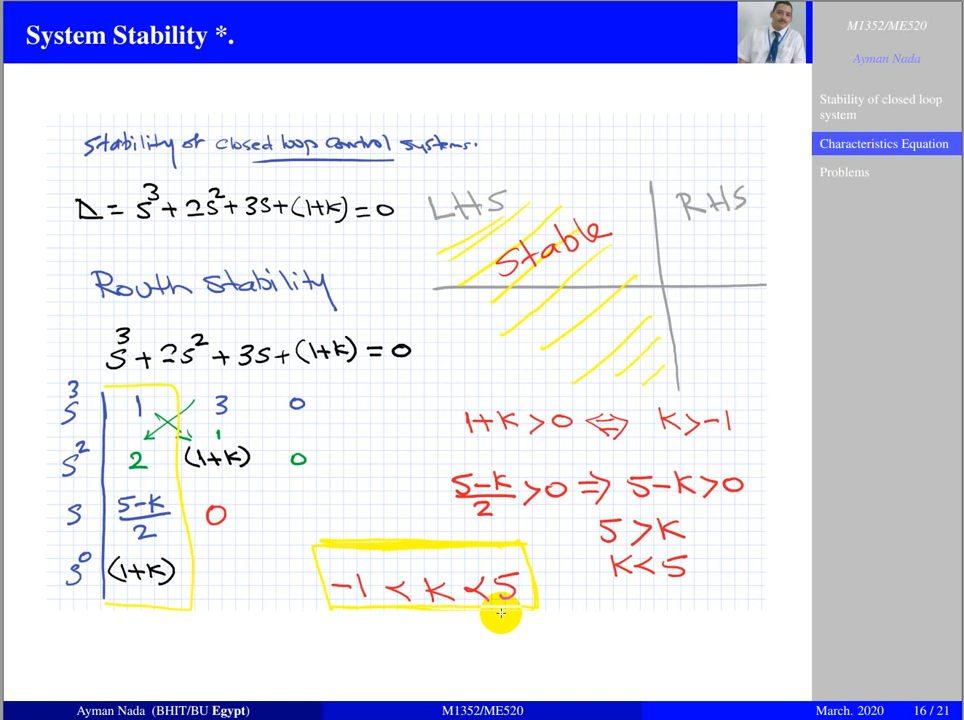 System Stability *.
M1352/ME520
Ayman Nada
Stability of closed loop
system
Characteristics Equation
Problems
Stability of closed loop control systems.
Δ = S³ + 2S² + 3S + (1+K) = 0
LHS
RHS
Stable
Routh Stability
S³ + 2S² + 3S + (1+K) = 0
S³ 1 3 0
S² 2 (1+K) 0
S 5-K/2 0
S⁰ (1+K)
1+K > 0 ⇔ K > -1
5-K/2 > 0 ⇒ 5-K > 0
5 > K
K < 5
-1 < K < 5
Ayman Nada (BHIT/BU Egypt)
M1352/ME520
March. 2020
16 / 21